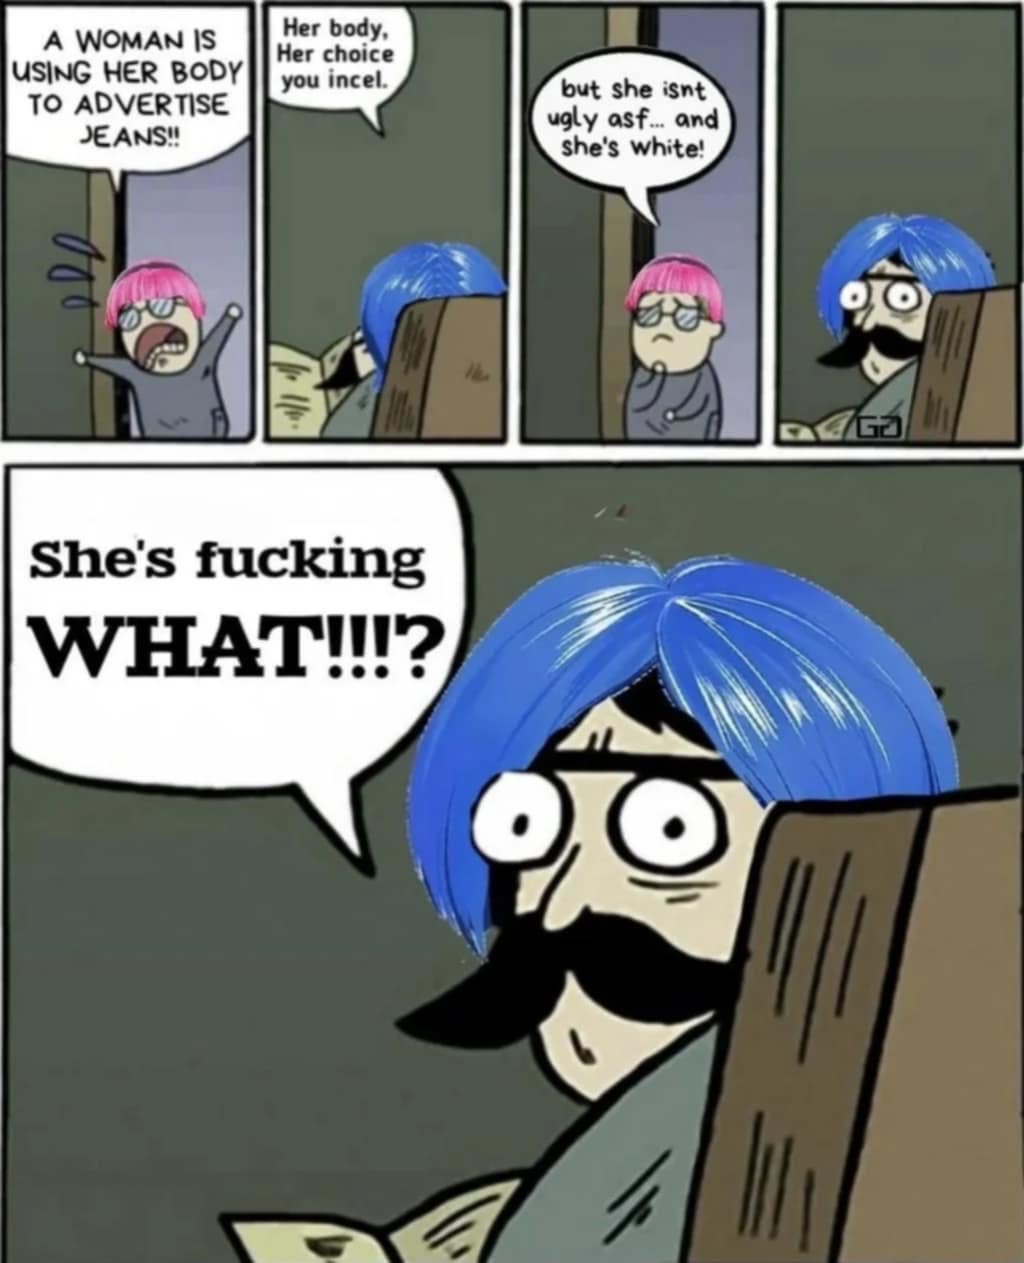 A WOMAN IS
USING HER BODY
TO ADVERTISE
JEANS!!
Her body,
Her choice
you incel.
but she isnt
ugly asf... and
she's white!
GG
She's fucking
WHAT!!!?